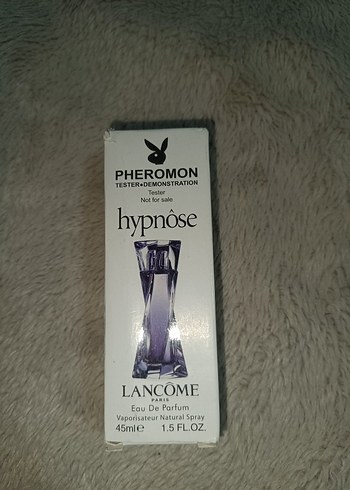 PHEROMON
TESTER+DEMONSTRATION
Tester
Not for sale
hypnôse
LANCÔME
PARIS
Eau De Parfum
Vaporisateur Natural Spray
45ml℮ 1.5 FL.OZ.